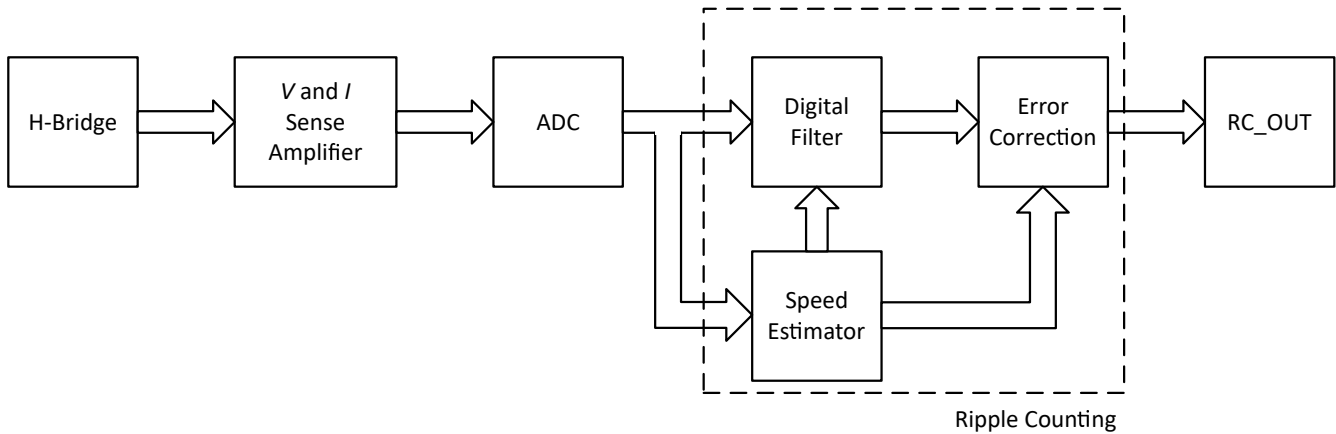 H-Bridge
V and I
Sense
Amplifier
ADC
Digital
Filter
Error
Correction
RC_OUT
Speed
Estimator
Ripple Counting